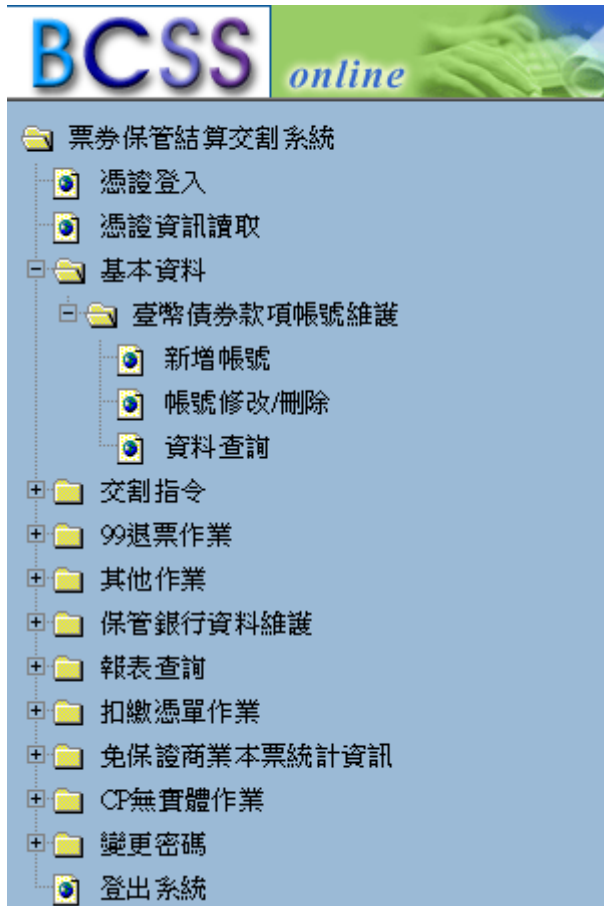 BCSS online
票券保管結算交割系統
憑證登入
憑證資訊讀取
基本資料
臺幣債券款項帳號維護
新增帳號
帳號修改/刪除
資料查詢
交割指令
99退票作業
其他作業
保管銀行資料維護
報表查詢
扣繳憑單作業
免保證商業本票統計資訊
CP無實體作業
變更密碼
登出系統